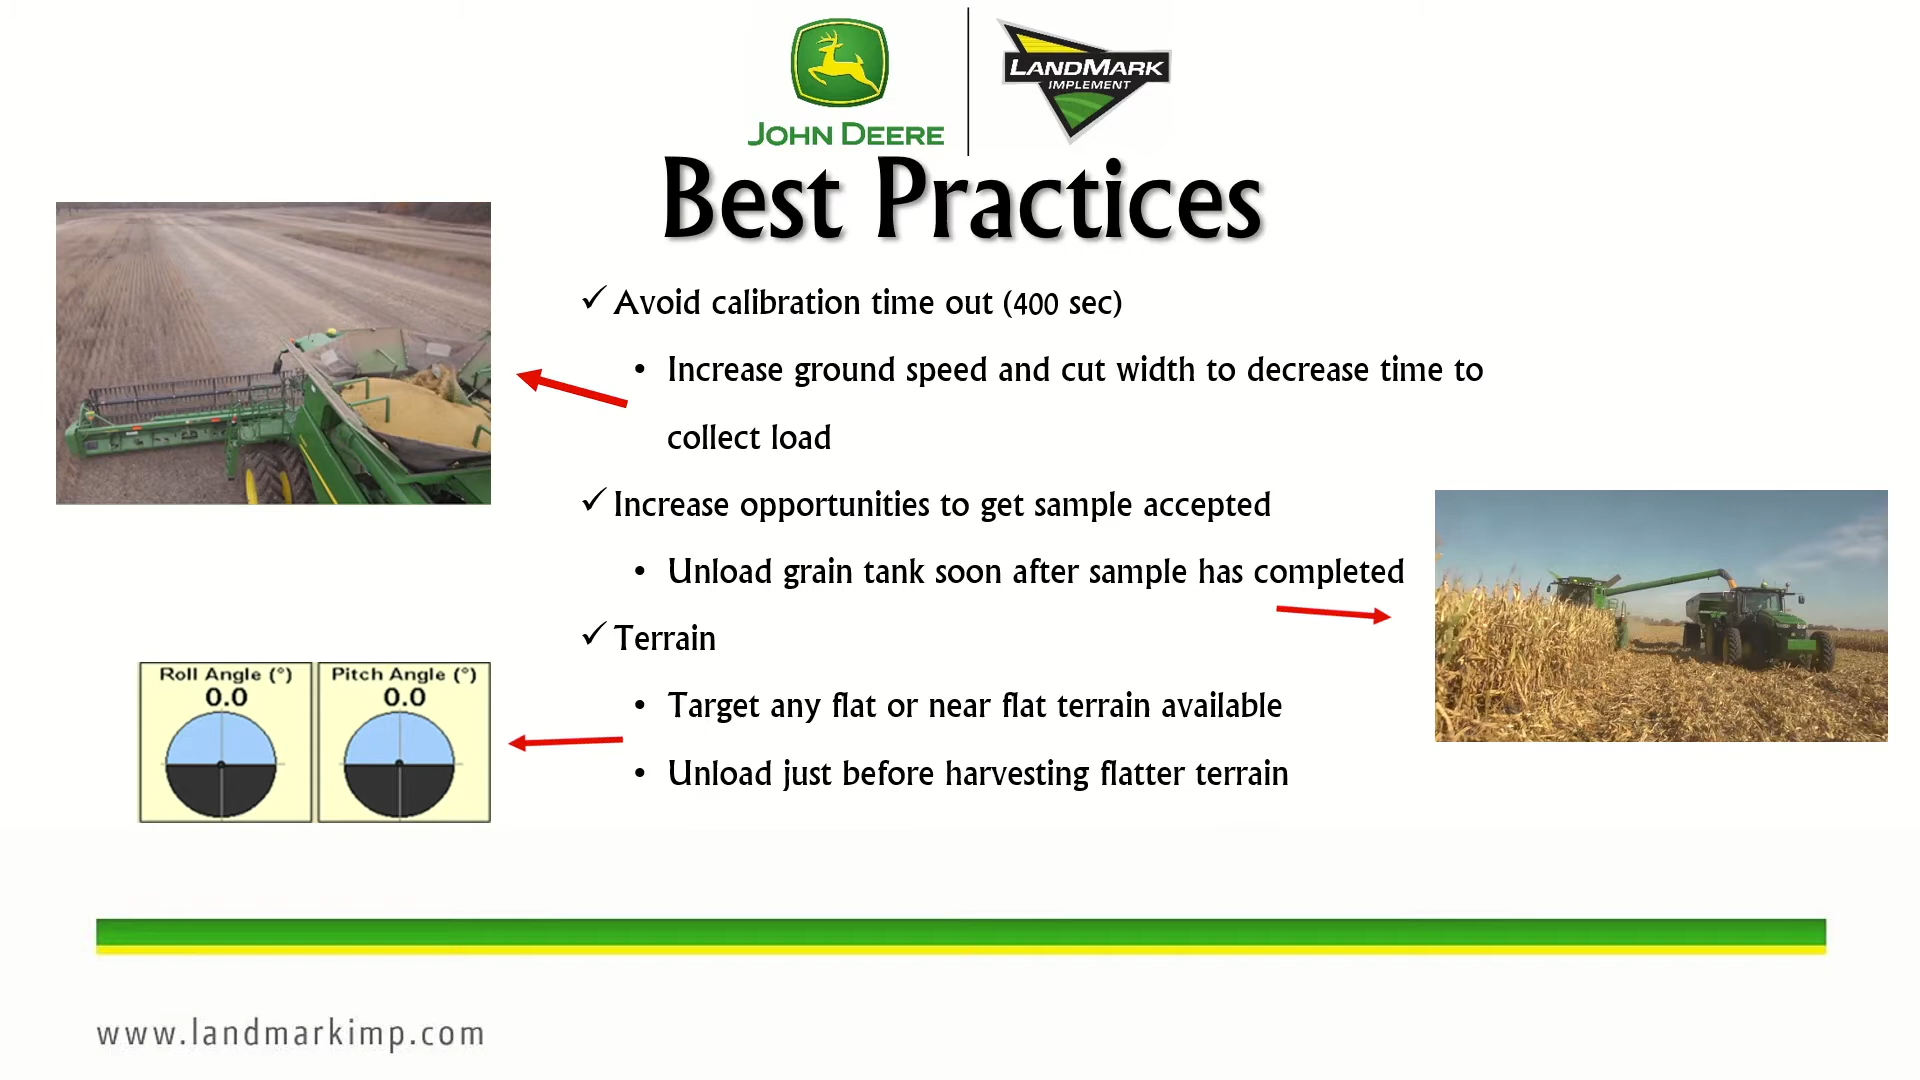 JOHN DEERE
LANDMARK
IMPLEMENT
Best Practices
✓ Avoid calibration time out (400 sec)
• Increase ground speed and cut width to decrease time to
collect load
✓ Increase opportunities to get sample accepted
• Unload grain tank soon after sample has completed
✓ Terrain
• Target any flat or near flat terrain available
• Unload just before harvesting flatter terrain
Roll Angle (°)
0.0
Pitch Angle (°)
0.0
www.landmarkimp.com